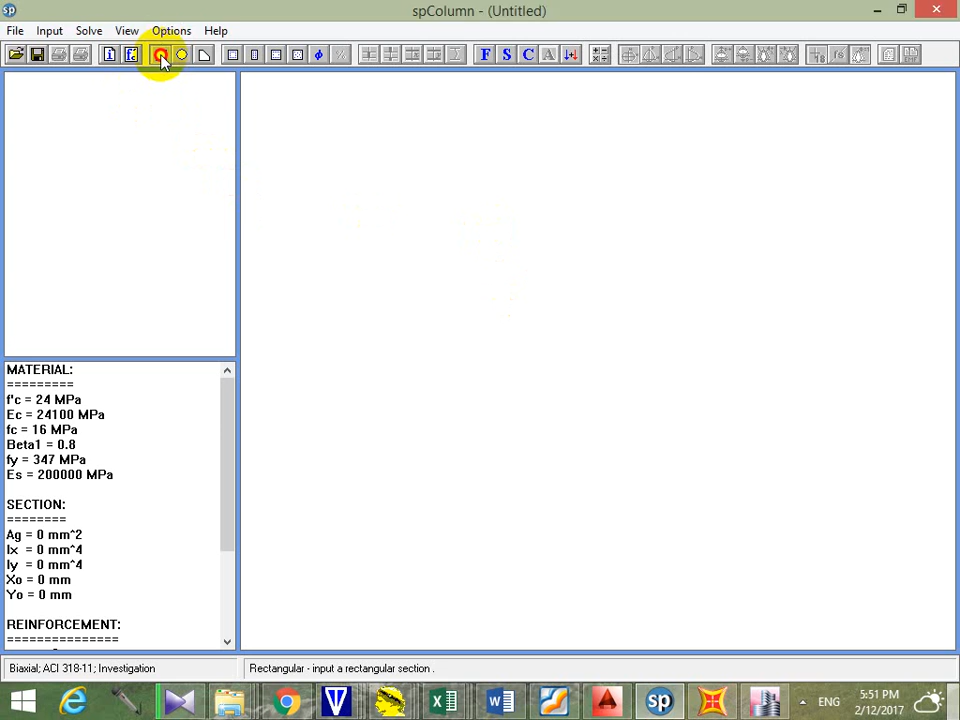 spColumn - (Untitled)
File Input Solve View Options Help
MATERIAL:
=========
f'c = 24 MPa
Ec = 24100 MPa
fc = 16 MPa
Beta1 = 0.8
fy = 347 MPa
Es = 200000 MPa
SECTION:
========
Ag = 0 mm^2
Ix = 0 mm^4
Iy = 0 mm^4
Xo = 0 mm
Yo = 0 mm
REINFORCEMENT:
===============
Biaxial; ACI 318-11; Investigation
Rectangular - input a rectangular section .
ENG
5:51 PM
2/12/2017